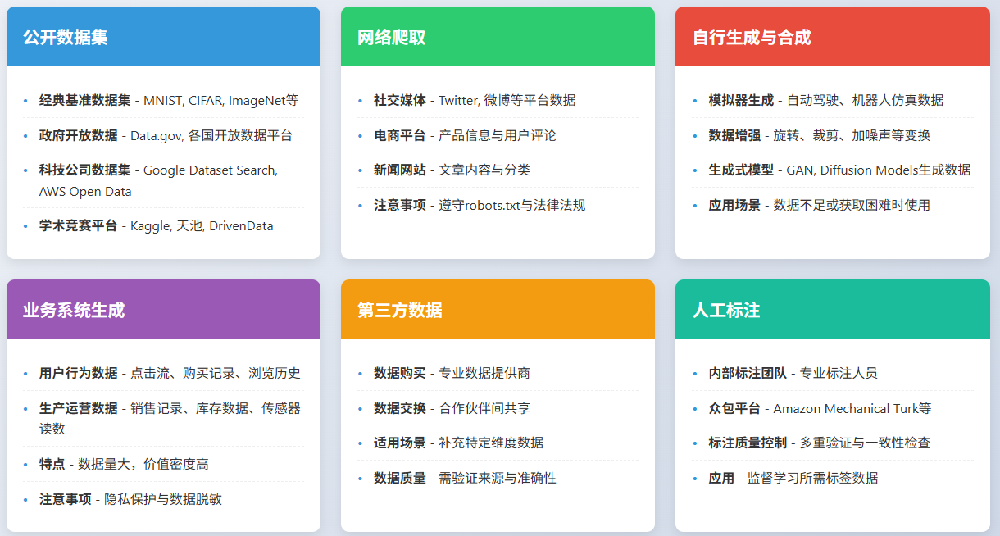 公开数据集
• 经典基准数据集 - MNIST, CIFAR, ImageNet等
• 政府开放数据 - Data.gov, 各国开放数据平台
• 科技公司数据集 - Google Dataset Search,
AWS Open Data
• 学术竞赛平台 - Kaggle, 天池, DrivenData
网络爬取
• 社交媒体 - Twitter, 微博等平台数据
• 电商平台 - 产品信息与用户评论
• 新闻网站 - 文章内容与分类
• 注意事项 - 遵守robots.txt与法律法规
自行生成与合成
• 模拟器生成 - 自动驾驶、机器人仿真数据
• 数据增强 - 旋转、裁剪、加噪声等变换
• 生成式模型 - GAN, Diffusion Models生成数据
• 应用场景 - 数据不足或获取困难时使用
业务系统生成
• 用户行为数据 - 点击流、购买记录、浏览历史
• 生产运营数据 - 销售记录、库存数据、传感器
读数
• 特点 - 数据量大，价值密度高
• 注意事项 - 隐私保护与数据脱敏
第三方数据
• 数据购买 - 专业数据提供商
• 数据交换 - 合作伙伴间共享
• 适用场景 - 补充特定维度数据
• 数据质量 - 需验证来源与准确性
人工标注
• 内部标注团队 - 专业标注人员
• 众包平台 - Amazon Mechanical Turk等
• 标注质量控制 - 多重验证与一致性检查
• 应用 - 监督学习所需标签数据